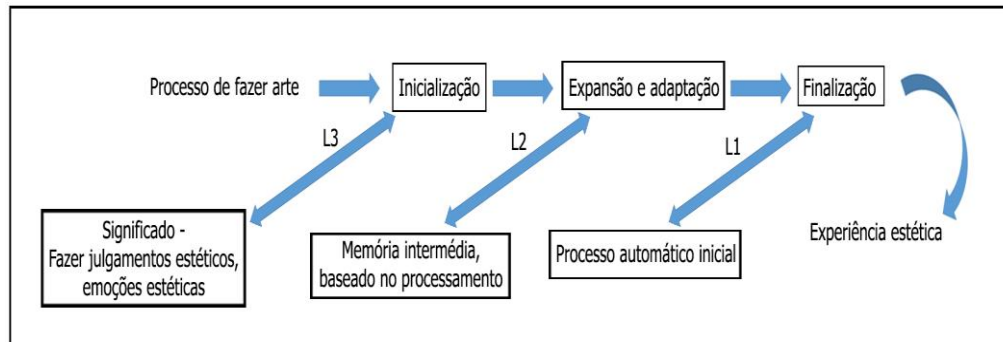 Processo de fazer arte
Inicialização
Expansão e adaptação
Finalização
L3
L2
L1
Significado -
Fazer julgamentos estéticos,
emoções estéticas
Memória intermédia,
baseado no processamento
Processo automático inicial
Experiência estética